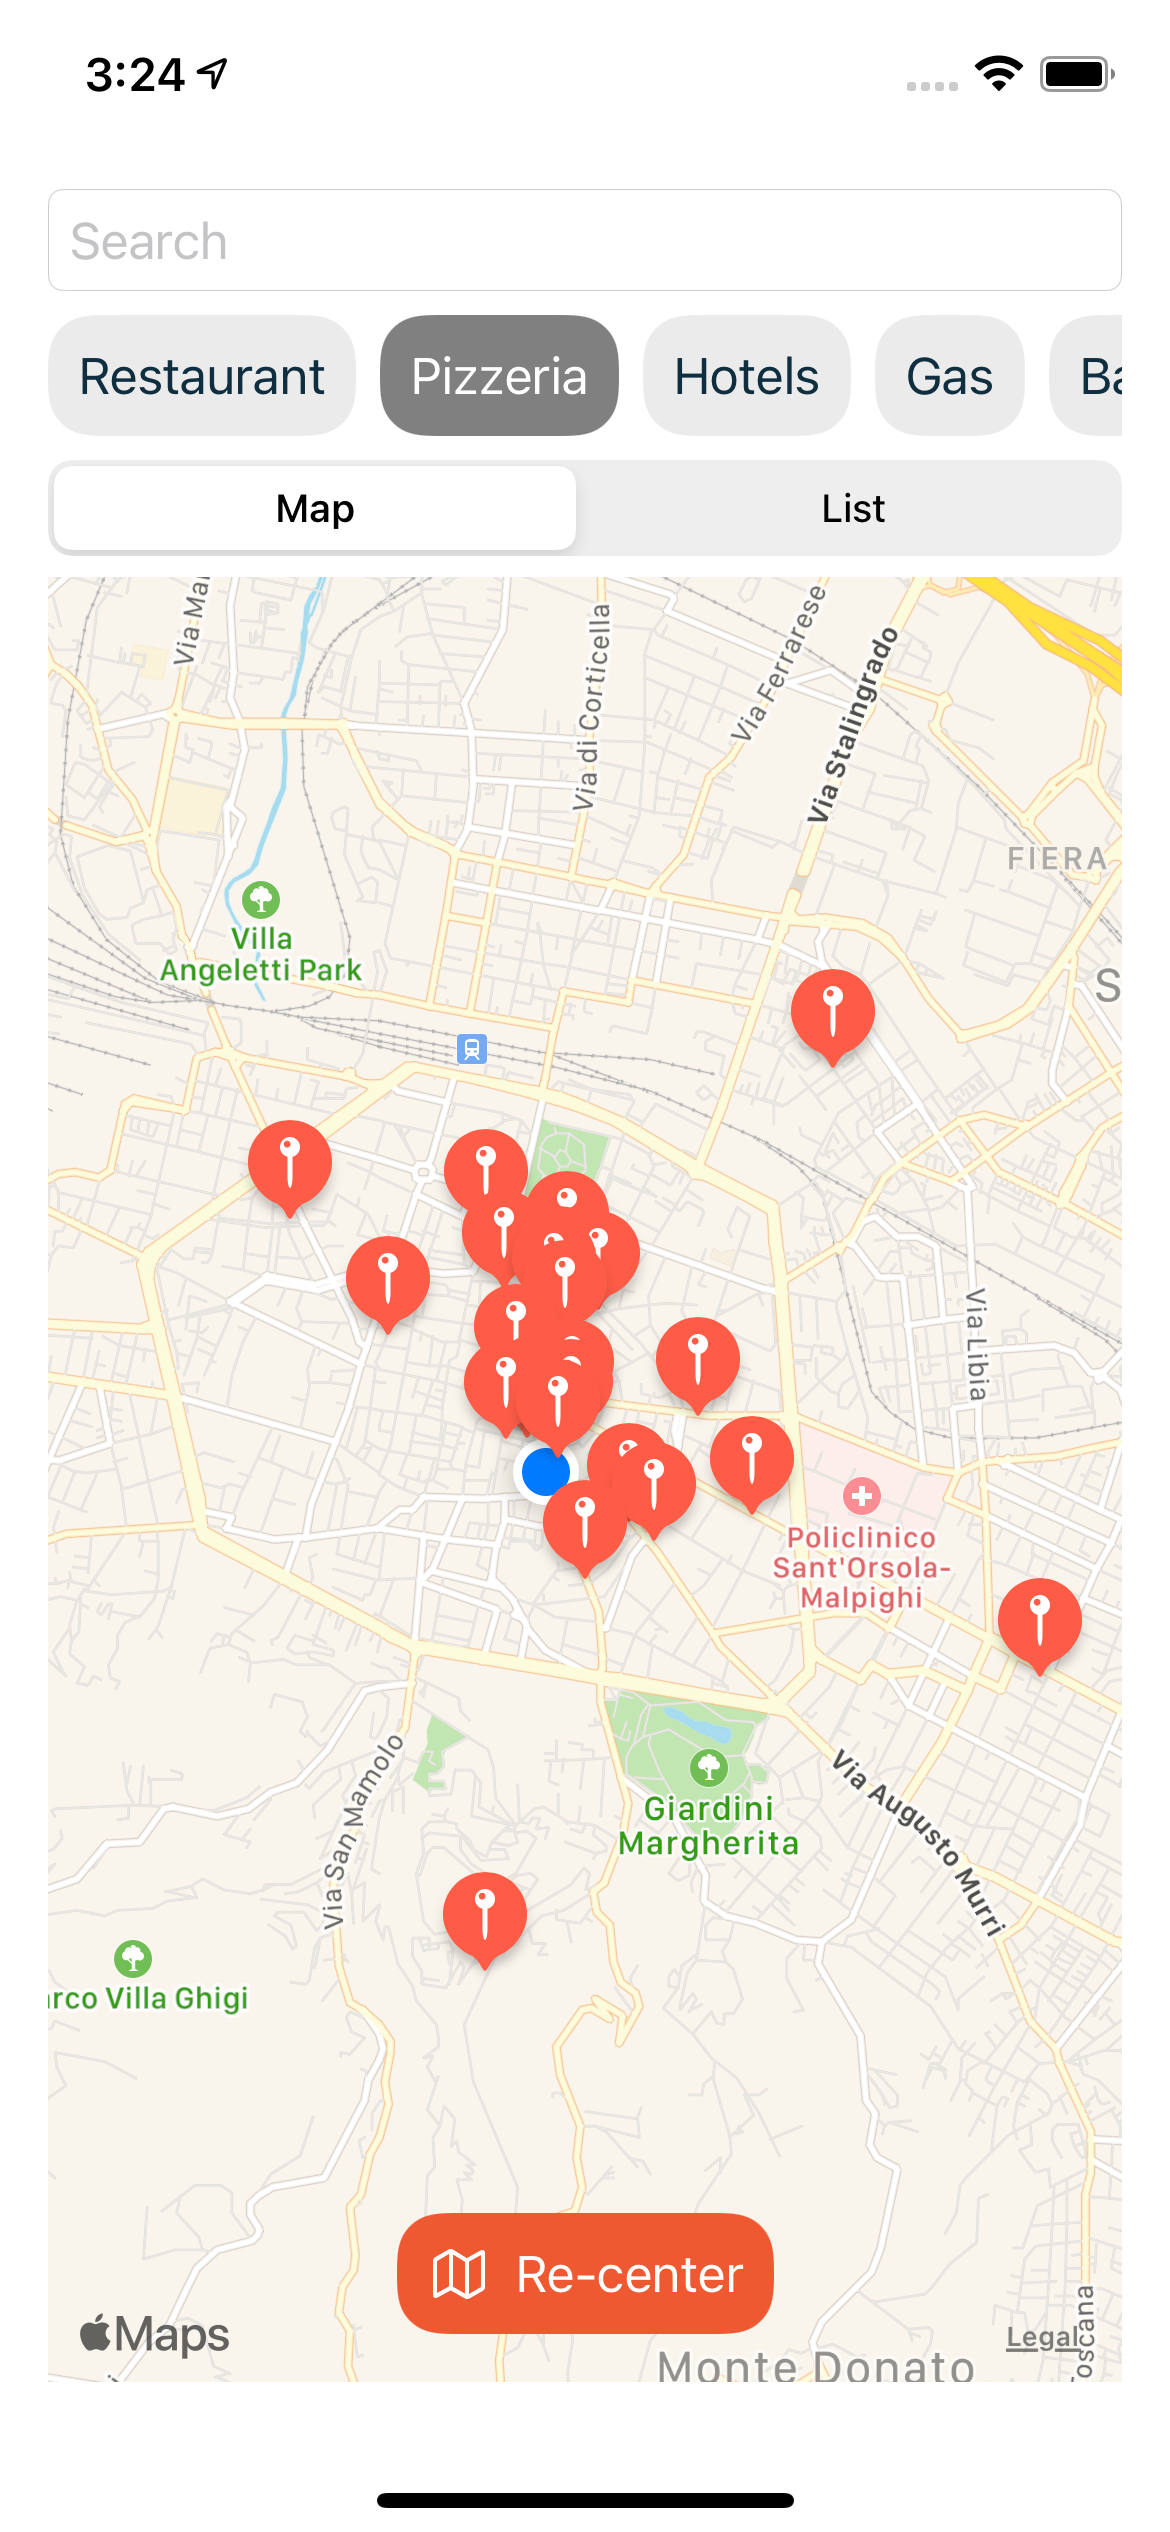 3:24
Search
Restaurant
Pizzeria
Hotels
Gas
Ba
Map
List
Via Ma
Via di Corticella
Via Ferrarese
Via Stalingrado
FIERA
Villa
Angeletti Park
S
Via Libia
Policlinico
Sant'Orsola-
Malpighi
Giardini
Margherita
Via Augusto Murri
Via San Mamolo
arco Villa Ghigi
Re-center
Maps
Legal
oscana
Monte Donato